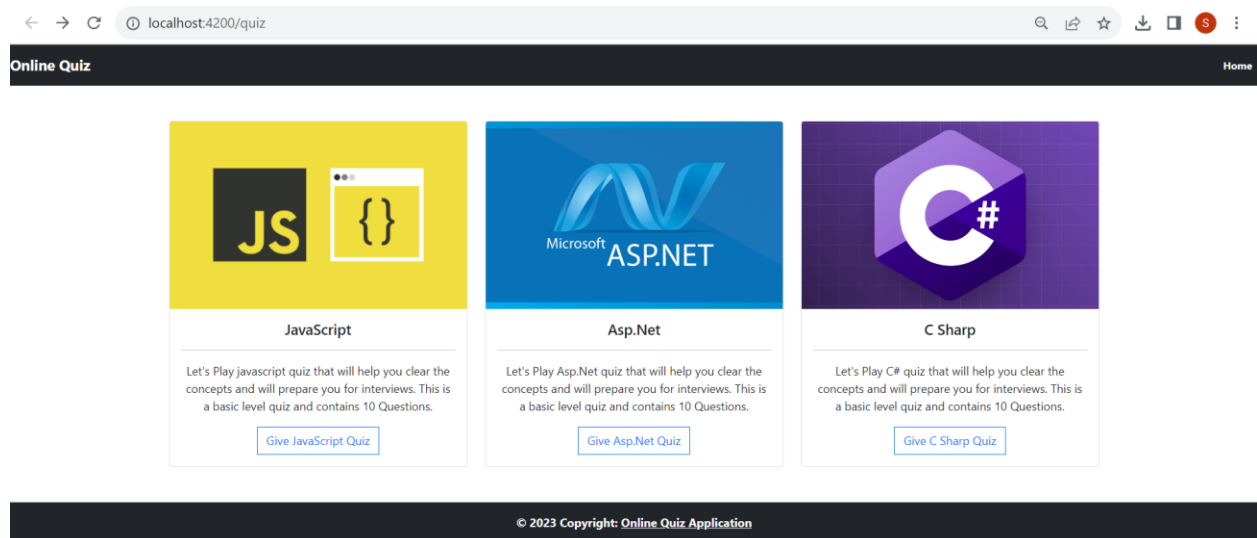 localhost:4200/quiz
S
Online Quiz
Home
JS
{}
Microsoft
ASP.NET
C#
JavaScript
Let's Play javascript quiz that will help you clear the
concepts and will prepare you for interviews. This is
a basic level quiz and contains 10 Questions.
Give JavaScript Quiz
Asp.Net
Let's Play Asp.Net quiz that will help you clear the
concepts and will prepare you for interviews. This is
a basic level quiz and contains 10 Questions.
Give Asp.Net Quiz
C Sharp
Let's Play C# quiz that will help you clear the
concepts and will prepare you for interviews. This is
a basic level quiz and contains 10 Questions.
Give C Sharp Quiz
© 2023 Copyright: Online Quiz Application